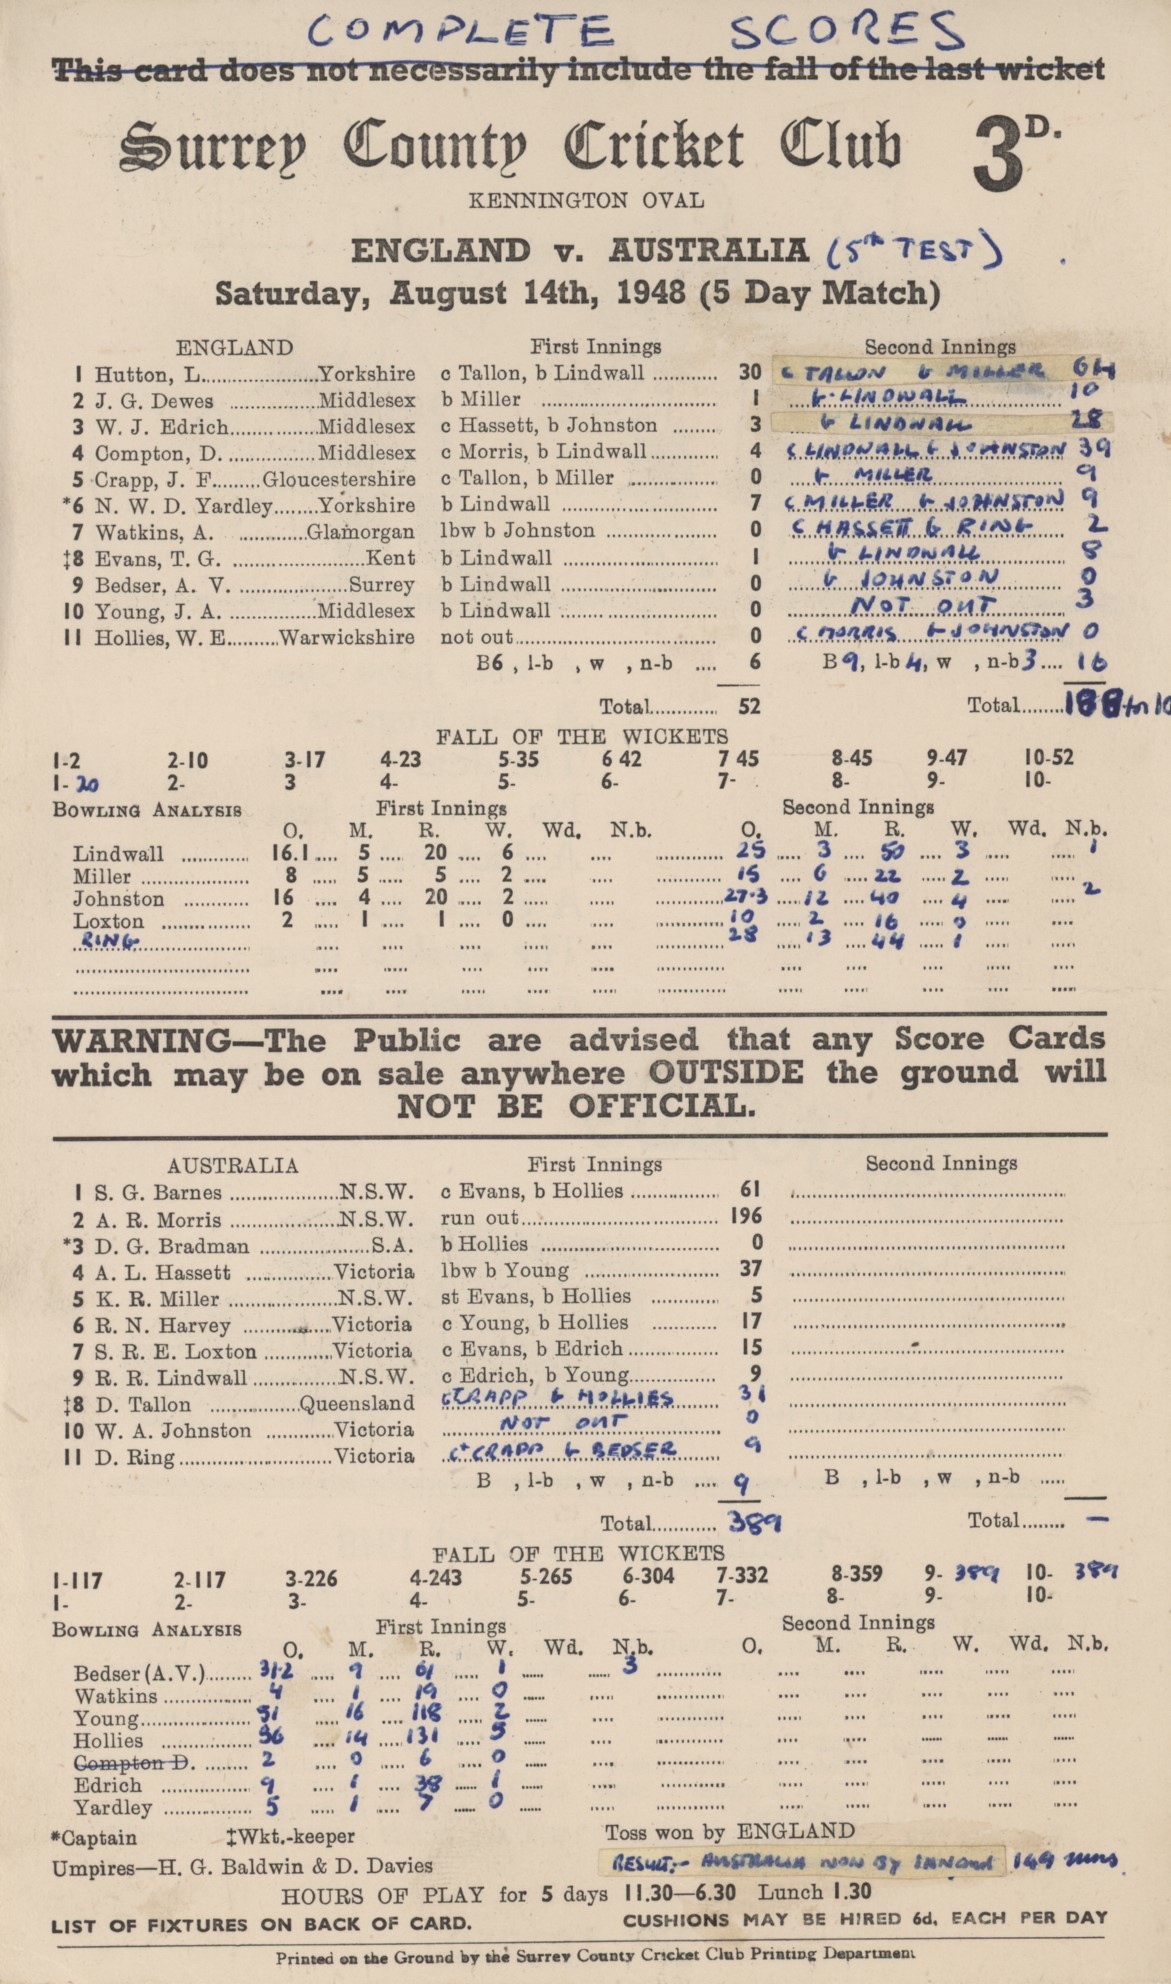 COMPLETE SCORES
This card does not necessarily include the fall of the last wicket
Surrey County Cricket Club 3D.
KENNINGTON OVAL
ENGLAND v. AUSTRALIA (5th TEST)
Saturday, August 14th, 1948 (5 Day Match)
ENGLAND First Innings Second Innings
1 Hutton, L. Yorkshire c Tallon, b Lindwall 30 c TALLON b MILLER 64
2 J. G. Dewes Middlesex b Miller 1 b LINDWALL 10
3 W. J. Edrich Middlesex c Hassett, b Johnston 3 b LINDWALL 28
4 Compton, D. Middlesex c Morris, b Lindwall 4 c LINDWALL b JOHNSTON 39
5 Crapp, J. F. Gloucestershire c Tallon, b Miller 0 b MILLER 9
*6 N. W. D. Yardley Yorkshire b Lindwall 7 c MILLER b JOHNSTON 9
7 Watkins, A. Glamorgan lbw b Johnston 0 c HASSETT b RING 2
‡8 Evans, T. G. Kent b Lindwall 1 b LINDWALL 8
9 Bedser, A. V. Surrey b Lindwall 0 b JOHNSTON 0
10 Young, J. A. Middlesex b Lindwall 0 NOT OUT 3
11 Hollies, W. E. Warwickshire not out 0 c MORRIS b JOHNSTON 0
B6 , l-b , w , n-b 6 B 9, l-b 4, w , n-b 3 16
Total 52 Total 188 for 10
FALL OF THE WICKETS
1-2 2-10 3-17 4-23 5-35 6 42 7 45 8-45 9-47 10-52
1-20 2- 3 4- 5- 6- 7- 8- 9- 10-
BOWLING ANALYSIS First Innings Second Innings
O. M. R. W. Wd. N.b. O. M. R. W. Wd. N.b.
Lindwall 16.1 5 20 6 25 3 50 3 1
Miller 8 5 5 2 15 6 22 2
Johnston 16 4 20 2 27.3 12 40 4 2
Loxton 2 1 1 0 10 2 16 0
RING 28 13 44 1
WARNING—The Public are advised that any Score Cards
which may be on sale anywhere OUTSIDE the ground will
NOT BE OFFICIAL.
AUSTRALIA First Innings Second Innings
1 S. G. Barnes N.S.W. c Evans, b Hollies 61
2 A. R. Morris N.S.W. run out 196
*3 D. G. Bradman S.A. b Hollies 0
4 A. L. Hassett Victoria lbw b Young 37
5 K. R. Miller N.S.W. st Evans, b Hollies 5
6 R. N. Harvey Victoria c Young, b Hollies 17
7 S. R. E. Loxton Victoria c Evans, b Edrich 15
9 R. R. Lindwall N.S.W. c Edrich, b Young 9
‡8 D. Tallon Queensland c CRAPP b HOLLIES 31
10 W. A. Johnston Victoria NOT OUT 0
11 D. Ring Victoria c CRAPP b BEDSER 9
B , l-b , w , n-b 9 B , l-b , w , n-b
Total 389 Total —
FALL OF THE WICKETS
1-117 2-117 3-226 4-243 5-265 6-304 7-332 8-359 9- 389 10- 389
1- 2- 3- 4- 5- 6- 7- 8- 9- 10-
BOWLING ANALYSIS First Innings Second Innings
O. M. R. W. Wd. N.b. O. M. R. W. Wd. N.b.
Bedser (A.V.) 31.2 9 61 1 3
Watkins 4 1 19 0
Young 51 16 118 2
Hollies 56 14 131 5
Compton D. 2 0 6 0
Edrich 9 1 38 1
Yardley 5 1 7 0
*Captain ‡Wkt.-keeper Toss won by ENGLAND
Umpires—H. G. Baldwin & D. Davies RESULT:- AUSTRALIA WON BY INNGS & 149 runs
HOURS OF PLAY for 5 days 11.30—6.30 Lunch 1.30
LIST OF FIXTURES ON BACK OF CARD. CUSHIONS MAY BE HIRED 6d, EACH PER DAY
Printed on the Ground by the Surrey County Cricket Club Printing Department